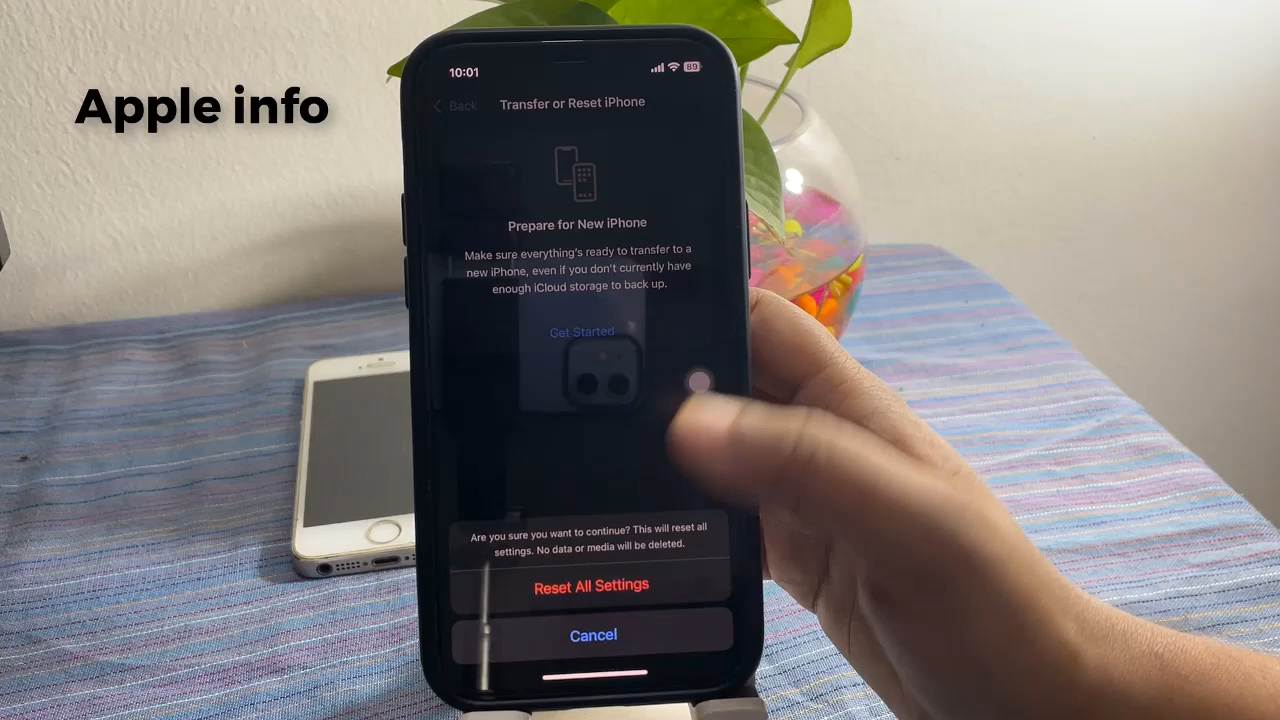 Apple info
10:01
89
Back
Transfer or Reset iPhone
Prepare for New iPhone
Make sure everything's ready to transfer to a
new iPhone, even if you don't currently have
enough iCloud storage to back up.
Get Started
Are you sure you want to continue? This will reset all
settings. No data or media will be deleted.
Reset All Settings
Cancel